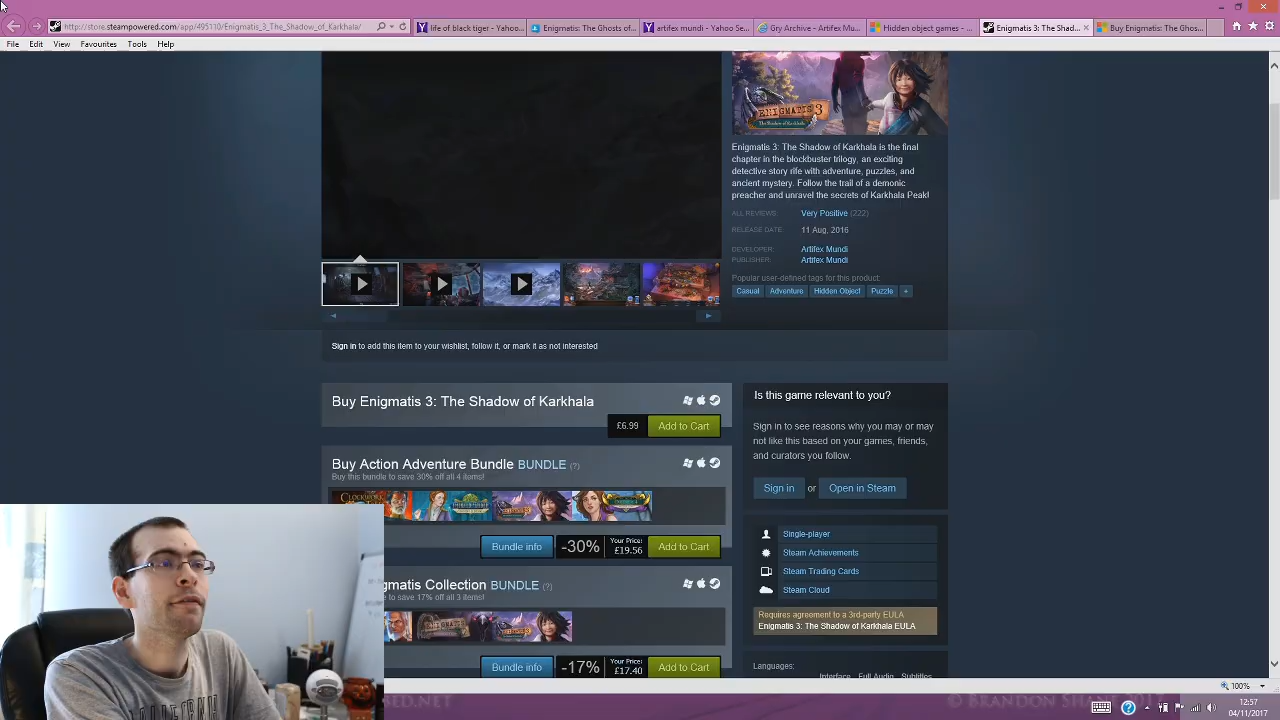 http://store.steampowered.com/app/495110/Enigmatis_3_The_Shadow_of_Karkhala/
life of black tiger - Yahoo...
Enigmatis: The Ghosts of...
artifex mundi - Yahoo Se...
Gry Archive - Artifex Mu...
Hidden object games - ...
Enigmatis 3: The Shad...
Buy Enigmatis: The Ghos...
File Edit View Favourites Tools Help
ENIGMATIS 3
The Shadow of Karkhala
Enigmatis 3: The Shadow of Karkhala is the final
chapter in the blockbuster trilogy, an exciting
detective story rife with adventure, puzzles, and
ancient mystery. Follow the trail of a demonic
preacher and unravel the secrets of Karkhala Peak!
ALL REVIEWS: Very Positive (222)
RELEASE DATE: 11 Aug, 2016
DEVELOPER: Artifex Mundi
PUBLISHER: Artifex Mundi
Popular user-defined tags for this product:
Casual Adventure Hidden Object Puzzle +
Sign in to add this item to your wishlist, follow it, or mark it as not interested
Buy Enigmatis 3: The Shadow of Karkhala
£6.99 Add to Cart
Is this game relevant to you?
Sign in to see reasons why you may or may
not like this based on your games, friends,
and curators you follow.
Sign in or Open in Steam
Buy Action Adventure Bundle BUNDLE (?)
Buy this bundle to save 30% off all 4 items!
Bundle info -30% Your Price: £19.56 Add to Cart
Single-player
Steam Achievements
Steam Trading Cards
Steam Cloud
gmatis Collection BUNDLE (?)
to save 17% off all 3 items!
Requires agreement to a 3rd-party EULA
Enigmatis 3: The Shadow of Karkhala EULA
Bundle info -17% Your Price: £17.40 Add to Cart
Languages:
Interface Full Audio Subtitles
100%
© BRANDON SHANE 2017
12:57
04/11/2017